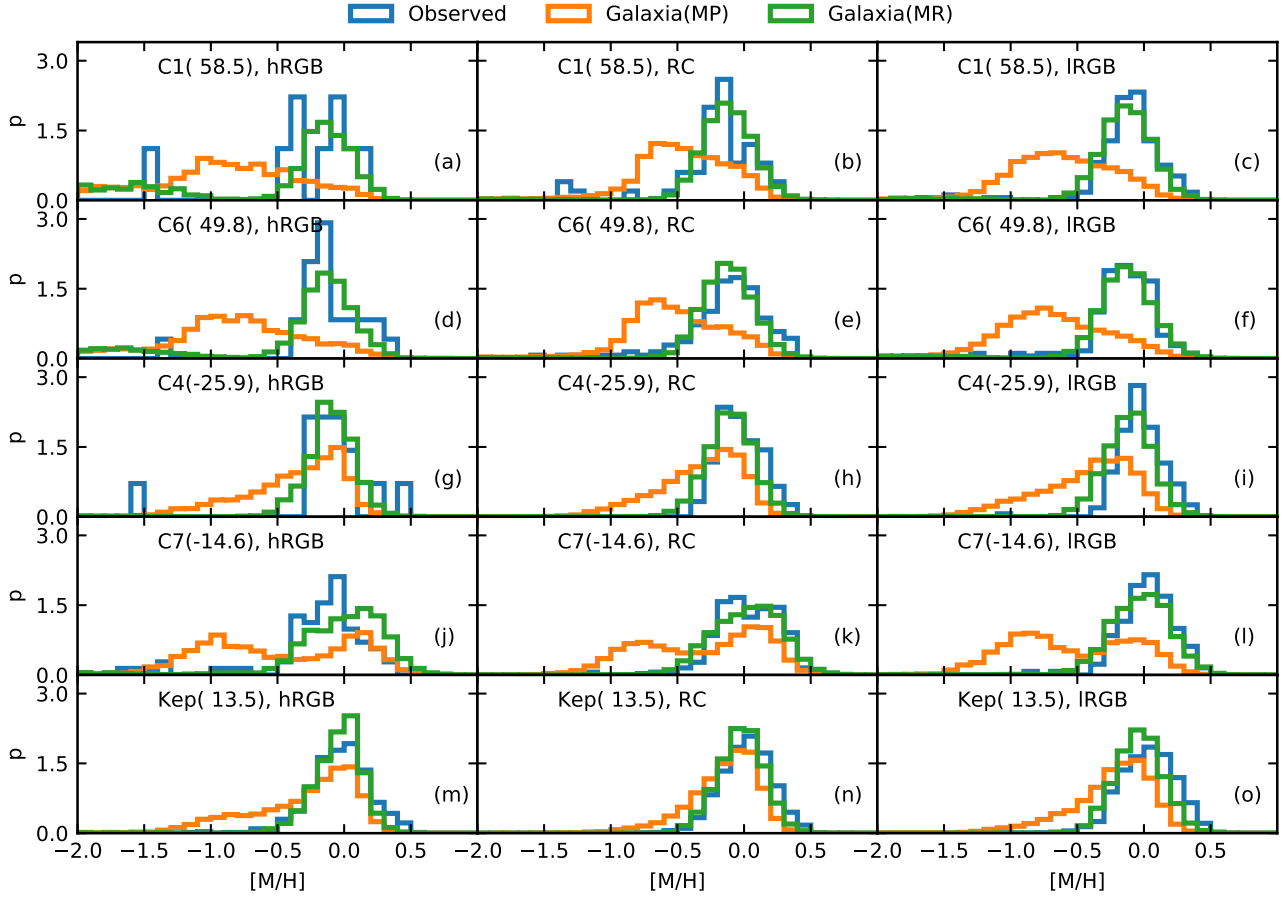 Observed Galaxia(MP) Galaxia(MR)
C1( 58.5), hRGB C1( 58.5), RC C1( 58.5), lRGB
3.0
1.5
0.0
p
(a) (b) (c)
C6( 49.8), hRGB C6( 49.8), RC C6( 49.8), lRGB
3.0
1.5
0.0
p
(d) (e) (f)
C4(-25.9), hRGB C4(-25.9), RC C4(-25.9), lRGB
3.0
1.5
0.0
p
(g) (h) (i)
C7(-14.6), hRGB C7(-14.6), RC C7(-14.6), lRGB
3.0
1.5
0.0
p
(j) (k) (l)
Kep( 13.5), hRGB Kep( 13.5), RC Kep( 13.5), lRGB
3.0
1.5
0.0
p
(m) (n) (o)
−2.0 −1.5 −1.0 −0.5 0.0 0.5 −2.0 −1.5 −1.0 −0.5 0.0 0.5 −2.0 −1.5 −1.0 −0.5 0.0 0.5
[M/H] [M/H] [M/H]